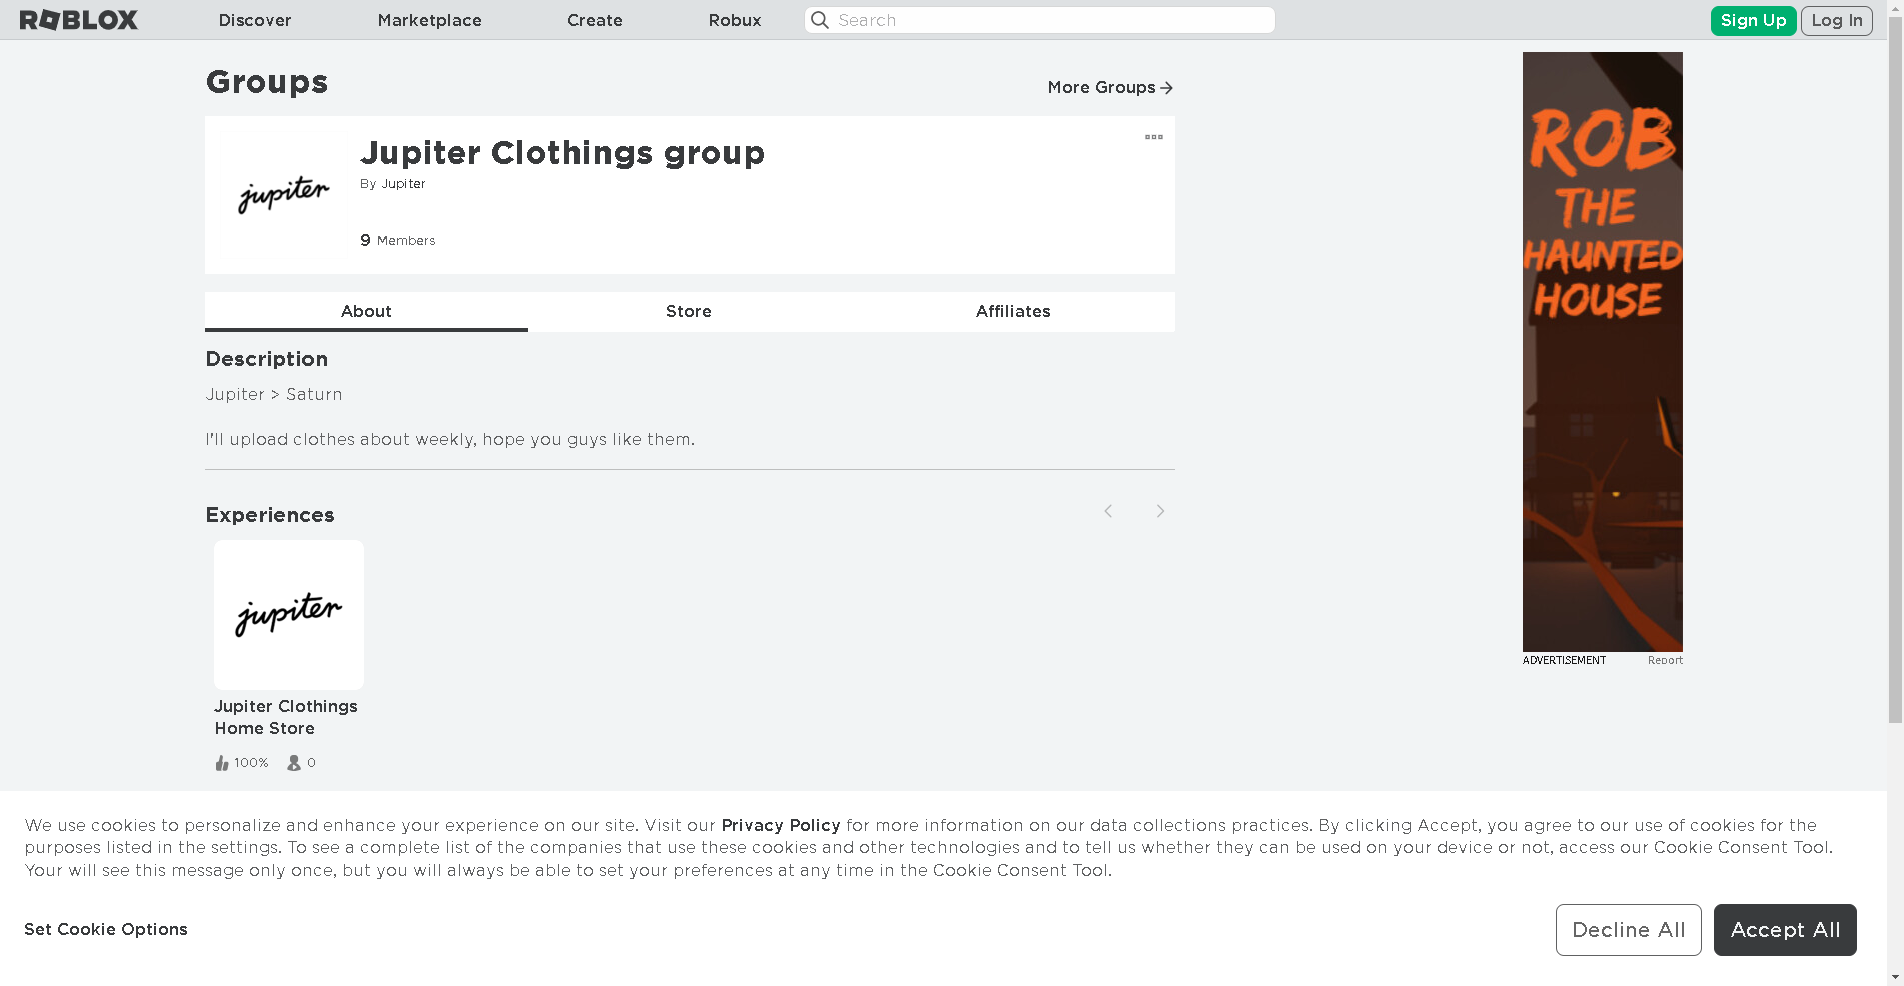 ROBLOX
Discover
Marketplace
Create
Robux
Search
Sign Up
Log In
Groups
More Groups
jupiter
Jupiter Clothings group
By Jupiter
9 Members
About
Store
Affiliates
Description
Jupiter > Saturn
I'll upload clothes about weekly, hope you guys like them.
Experiences
jupiter
Jupiter Clothings
Home Store
100%
0
ROB
THE
HAUNTED
HOUSE
ADVERTISEMENT
Report
We use cookies to personalize and enhance your experience on our site. Visit our Privacy Policy for more information on our data collections practices. By clicking Accept, you agree to our use of cookies for the
purposes listed in the settings. To see a complete list of the companies that use these cookies and other technologies and to tell us whether they can be used on your device or not, access our Cookie Consent Tool.
Your will see this message only once, but you will always be able to set your preferences at any time in the Cookie Consent Tool.
Set Cookie Options
Decline All
Accept All